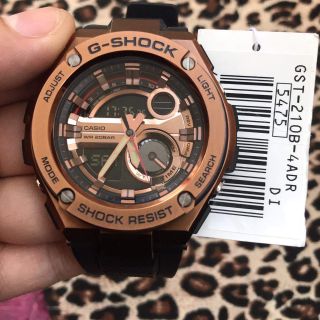 G-SHOCK
ADJUST
LIGHT
CASIO
WR 20BAR
MODE
SEARCH
SHOCK RESIST
GST-210B-4ADR
5475
DI